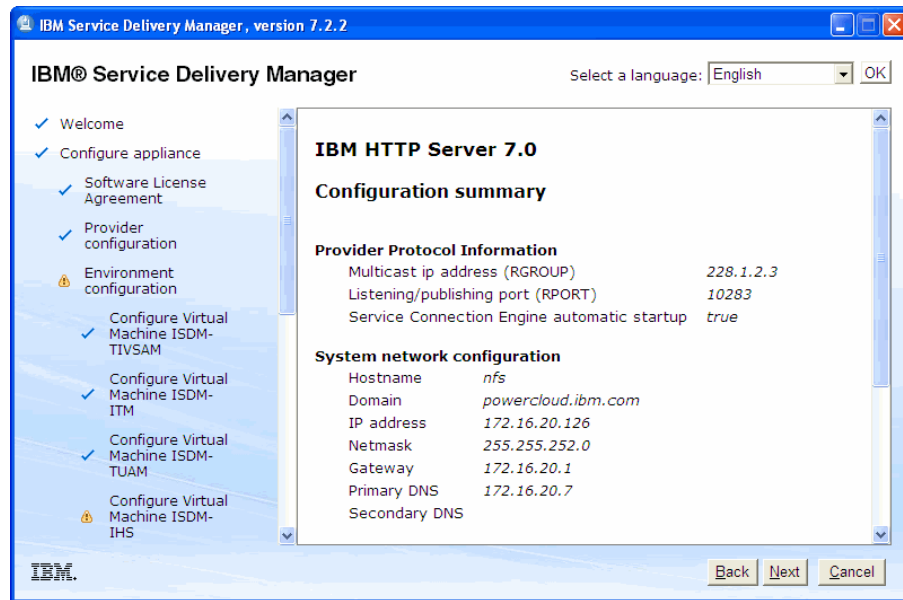 IBM Service Delivery Manager, version 7.2.2
IBM® Service Delivery Manager
Select a language: English OK
Welcome
Configure appliance
Software License
Agreement
Provider
configuration
Environment
configuration
Configure Virtual
Machine ISDM-
TIVSAM
Configure Virtual
Machine ISDM-
ITM
Configure Virtual
Machine ISDM-
TUAM
Configure Virtual
Machine ISDM-
IHS
IBM HTTP Server 7.0
Configuration summary
Provider Protocol Information
Multicast ip address (RGROUP) 228.1.2.3
Listening/publishing port (RPORT) 10283
Service Connection Engine automatic startup true
System network configuration
Hostname nfs
Domain powercloud.ibm.com
IP address 172.16.20.126
Netmask 255.255.252.0
Gateway 172.16.20.1
Primary DNS 172.16.20.7
Secondary DNS
IBM.
Back Next Cancel